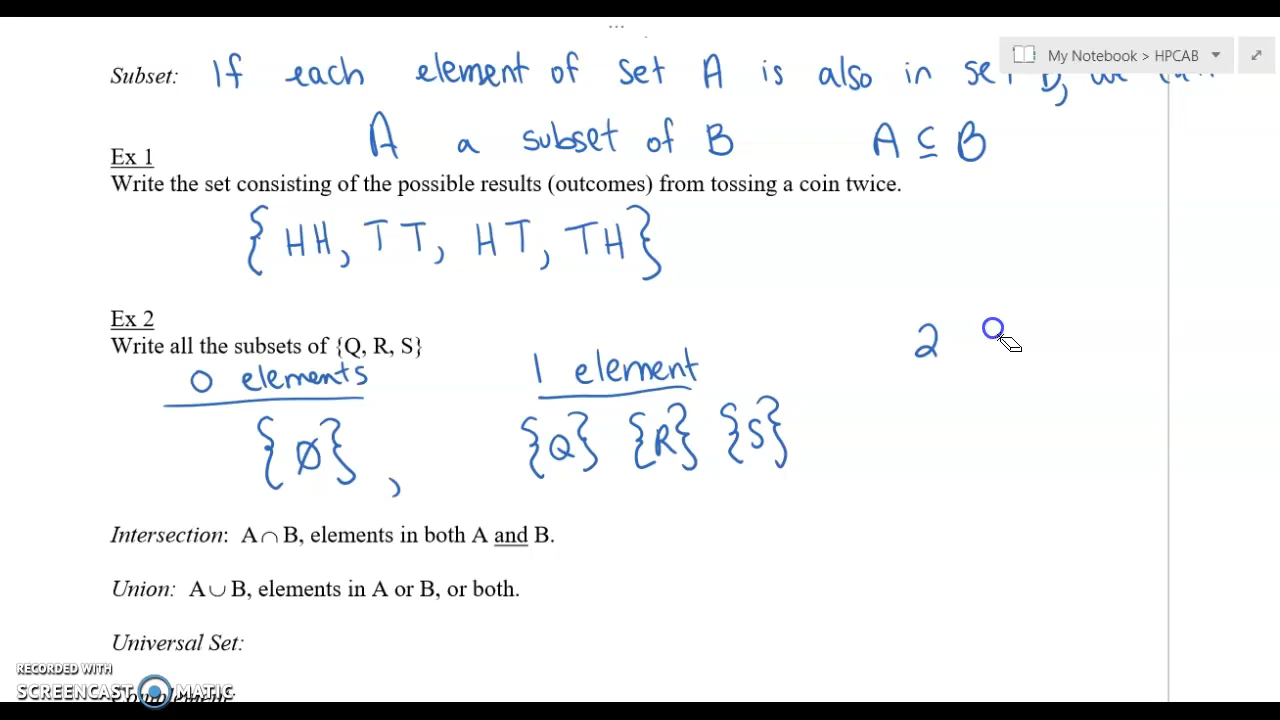 ...
My Notebook > HPCAB
Subset: If each element of set A is also in set B, we call
A a subset of B A ⊆ B
Ex 1
Write the set consisting of the possible results (outcomes) from tossing a coin twice.
{ HH, TT, HT, TH }
Ex 2
Write all the subsets of {Q, R, S}
0 elements 1 element 2
{ ∅ } , {Q} {R} {S}
Intersection: A∩B, elements in both A and B.
Union: A∪B, elements in A or B, or both.
Universal Set:
Complement
RECORDED WITH
SCREENCAST MATIC